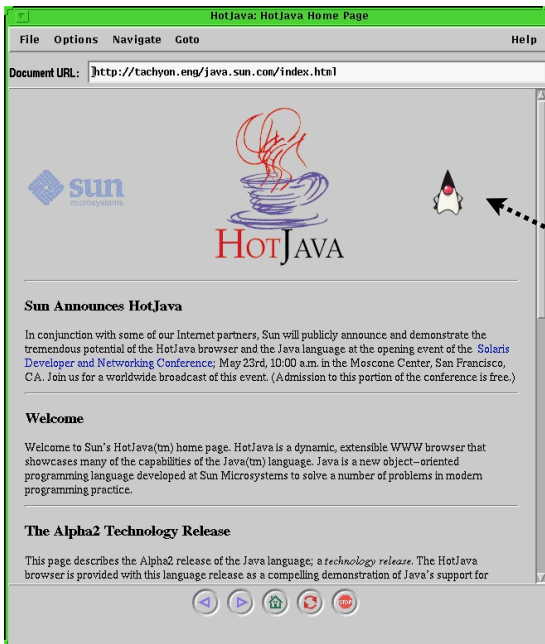 HotJava: HotJava Home Page
File Options Navigate Goto Help
Document URL: http://tachyon.eng/java.sun.com/index.html
sun
microsystems
HOTJAVA
Sun Announces HotJava
In conjunction with some of our Internet partners, Sun will publicly announce and demonstrate the
tremendous potential of the HotJava browser and the Java language at the opening event of the Solaris
Developer and Networking Conference; May 23rd, 10:00 a.m. in the Moscone Center, San Francisco,
CA. Join us for a worldwide broadcast of this event. (Admission to this portion of the conference is free.)
Welcome
Welcome to Sun's HotJava(tm) home page. HotJava is a dynamic, extensible WWW browser that
showcases many of the capabilities of the Java(tm) language. Java is a new object-oriented
programming language developed at Sun Microsystems to solve a number of problems in modern
programming practice.
The Alpha2 Technology Release
This page describes the Alpha2 release of the Java language; a technology release. The HotJava
browser is provided with this language release as a compelling demonstration of Java's support for
STOP